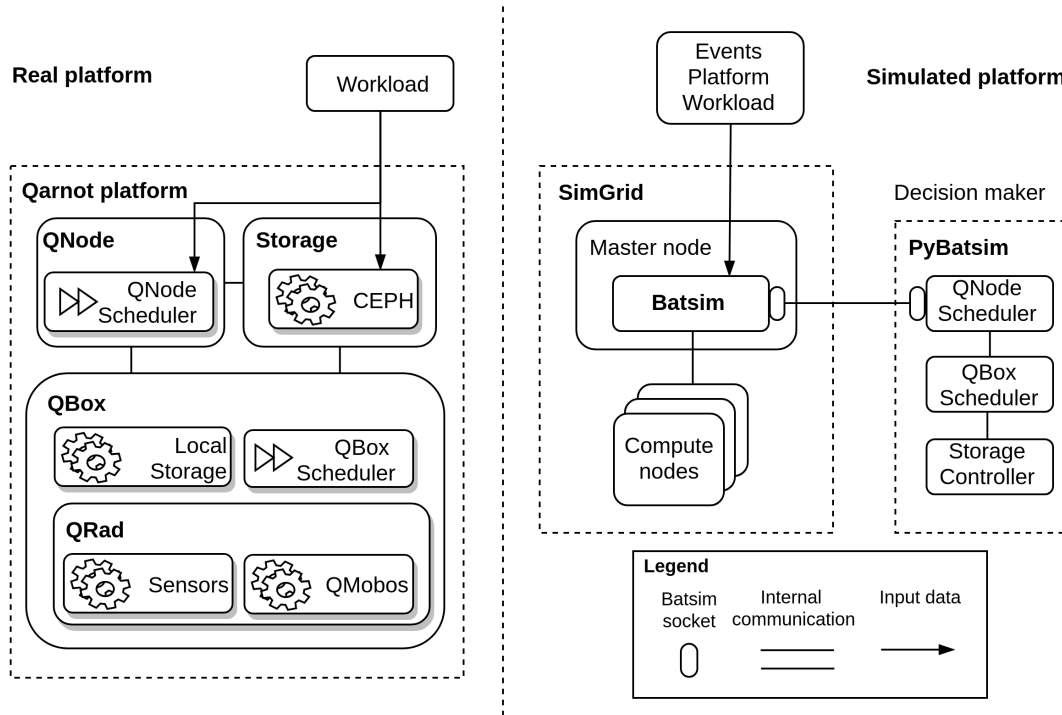 Real platform
Workload
Qarnot platform
QNode
QNode
Scheduler
Storage
CEPH
QBox
Local
Storage
QBox
Scheduler
QRad
Sensors
QMobos
Events
Platform
Workload
Simulated platform
SimGrid
Master node
Batsim
Compute
nodes
Decision maker
PyBatsim
QNode
Scheduler
QBox
Scheduler
Storage
Controller
Legend
Batsim
socket
Internal
communication
Input data